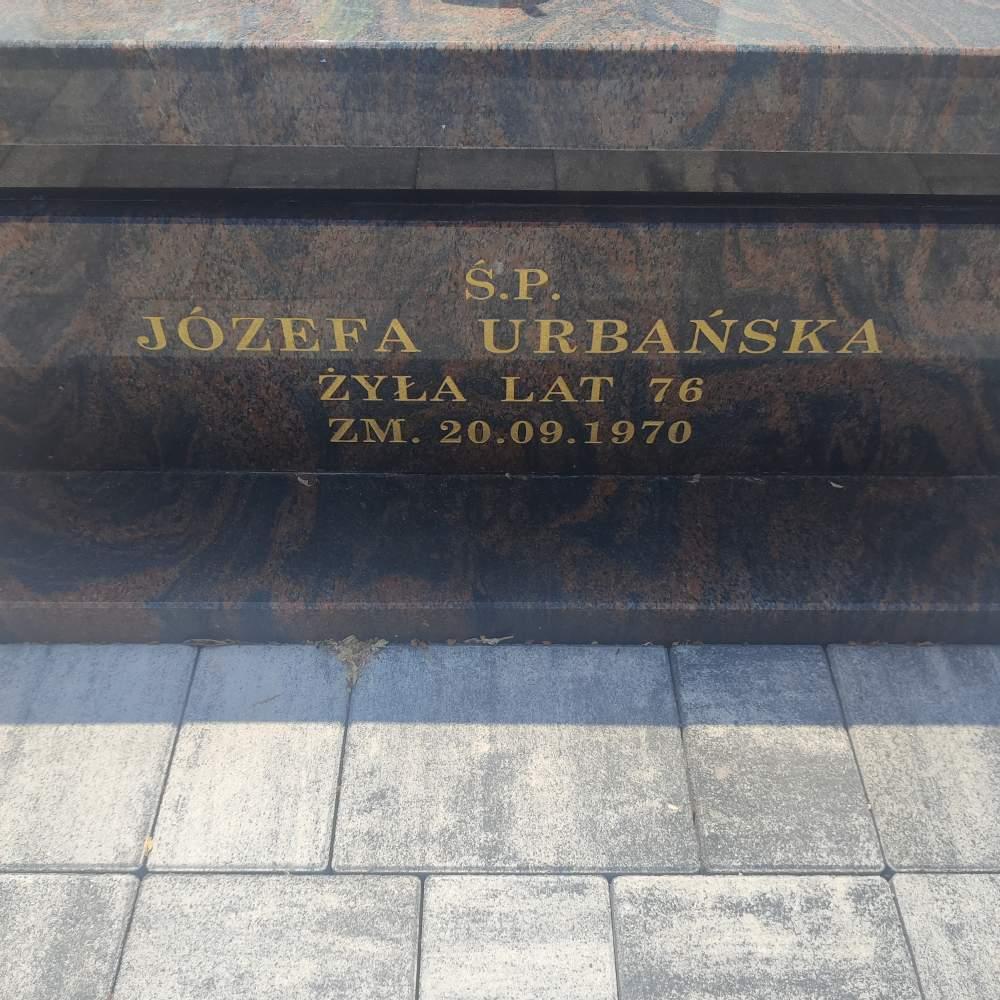 Ś.P.
JÓZEFA URBAŃSKA
ŻYŁA LAT 76
ZM. 20.09.1970